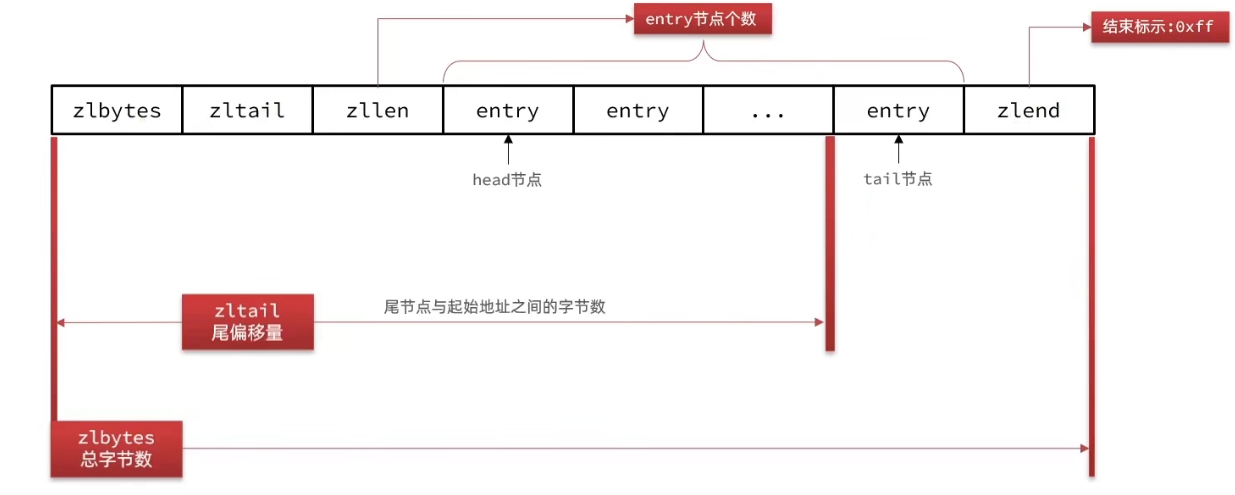 entry节点个数
结束标示:0xff
zlbytes
zltail
zllen
entry
entry
...
entry
zlend
head节点
tail节点
zltail
尾偏移量
尾节点与起始地址之间的字节数
zlbytes
总字节数